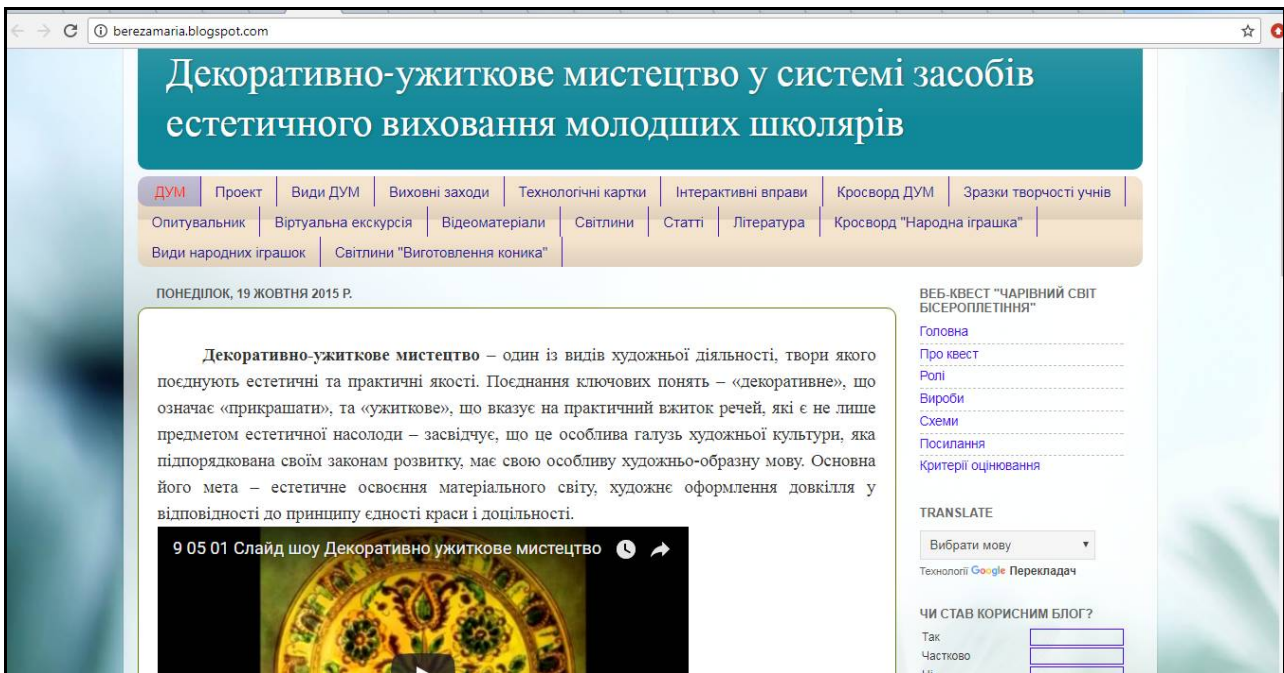 berezamaria.blogspot.com
Декоративно-ужиткове мистецтво у системі засобів
естетичного виховання молодших школярів
ДУМ Проект Види ДУМ Виховні заходи Технологічні картки Інтерактивні вправи Кросворд ДУМ Зразки творчості учнів
Опитувальник Віртуальна екскурсія Відеоматеріали Світлини Статті Література Кросворд "Народна іграшка"
Види народних іграшок Світлини "Виготовлення коника"
ПОНЕДІЛОК, 19 ЖОВТНЯ 2015 Р.
Декоративно-ужиткове мистецтво – один із видів художньої діяльності, твори якого
поєднують естетичні та практичні якості. Поєднання ключових понять – «декоративне», що
означає «прикрашати», та «ужиткове», що вказує на практичний вжиток речей, які є не лише
предметом естетичної насолоди – засвідчує, що це особлива галузь художньої культури, яка
підпорядкована своїм законам розвитку, має свою особливу художньо-образну мову. Основна
його мета – естетичне освоєння матеріального світу, художнє оформлення довкілля у
відповідності до принципу єдності краси і доцільності.
9 05 01 Слайд шоу Декоративно ужиткове мистецтво
ВЕБ-КВЕСТ "ЧАРІВНИЙ СВІТ
БІСЕРОПЛЕТІННЯ"
Головна
Про квест
Ролі
Вироби
Схеми
Посилання
Критерії оцінювання
TRANSLATE
Вибрати мову
Технології Google Перекладач
ЧИ СТАВ КОРИСНИМ БЛОГ?
Так
Частково